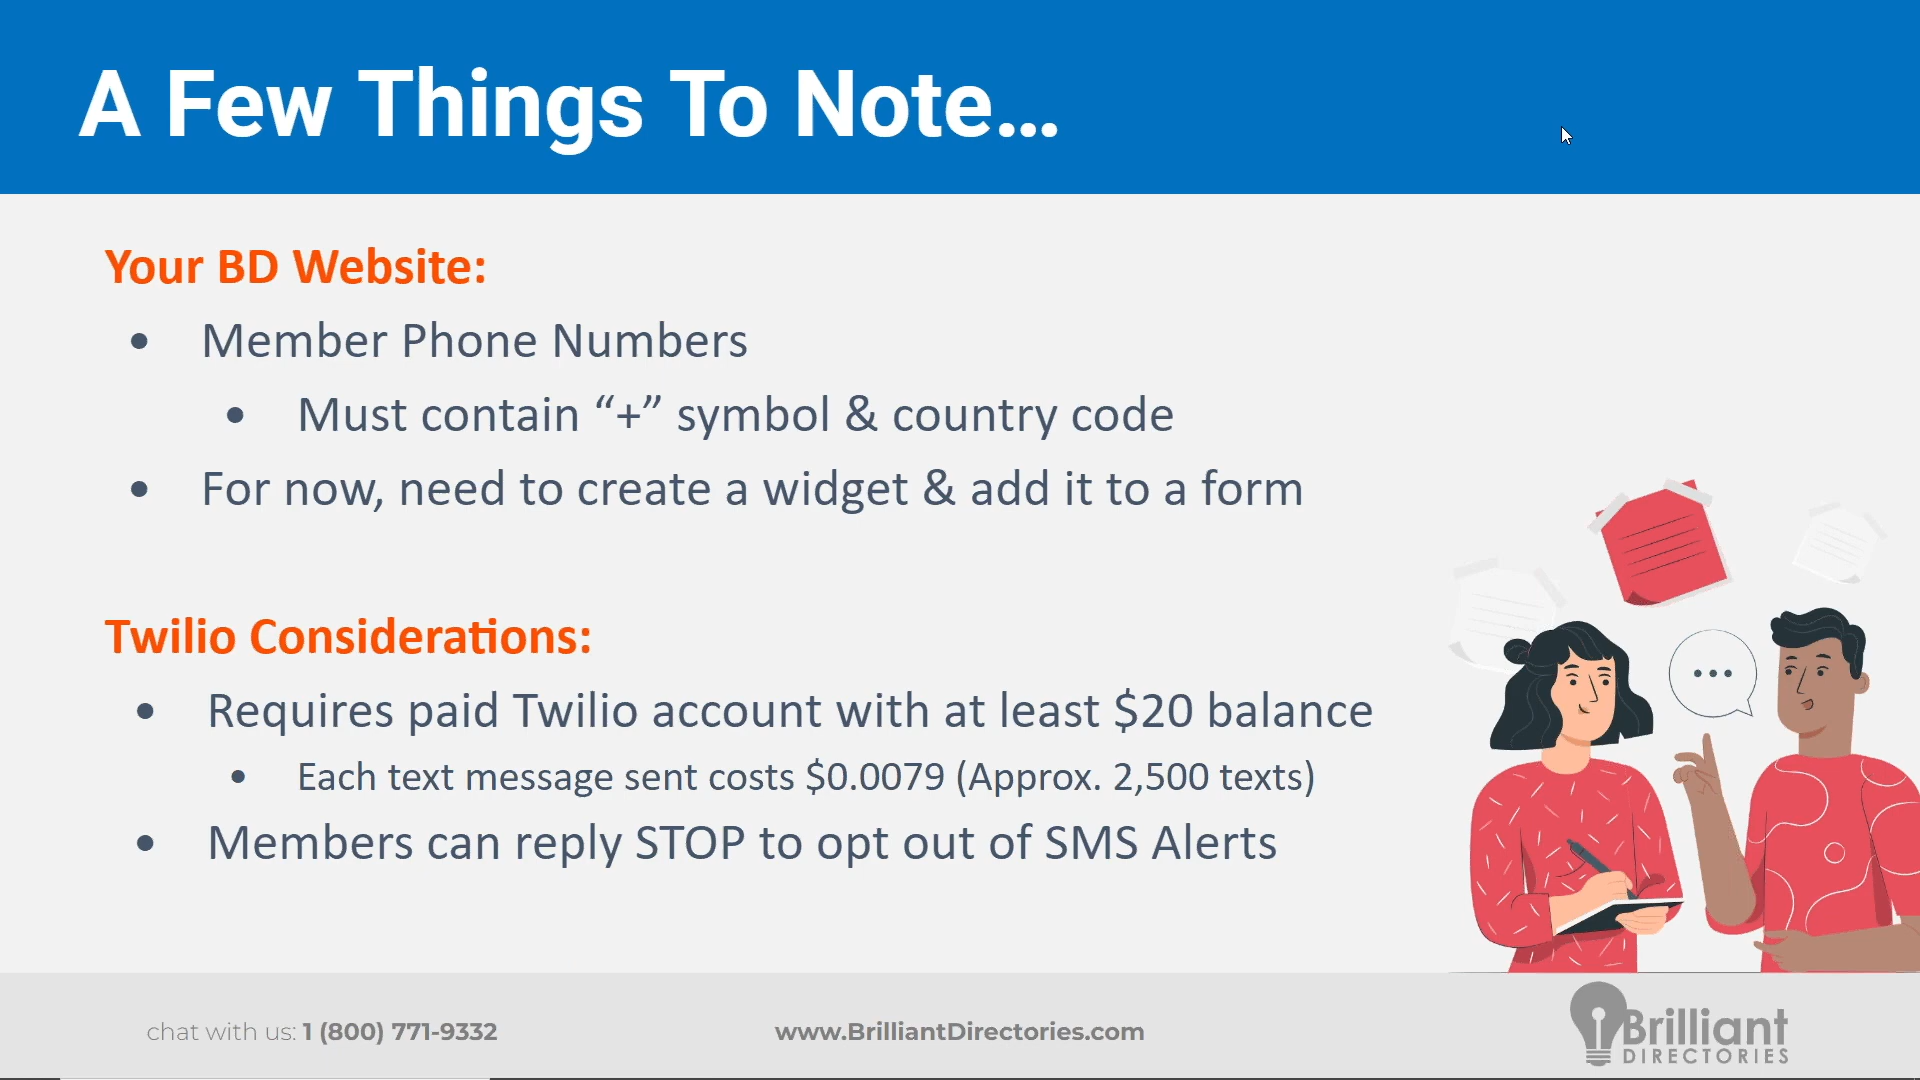 A Few Things To Note…
Your BD Website:
• Member Phone Numbers
• Must contain “+” symbol & country code
• For now, need to create a widget & add it to a form
Twilio Considerations:
• Requires paid Twilio account with at least $20 balance
• Each text message sent costs $0.0079 (Approx. 2,500 texts)
• Members can reply STOP to opt out of SMS Alerts
chat with us: 1 (800) 771-9332
www.BrilliantDirectories.com
Brilliant
DIRECTORIES